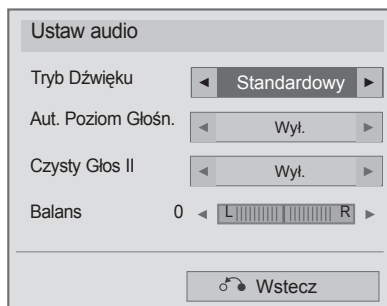 Ustaw audio
Tryb Dźwięku ◄ Standardowy ►
Aut. Poziom Głośn. ◄ Wył. ►
Czysty Głos II ◄ Wył. ►
Balans 0 ◄ L R ►
Wstecz